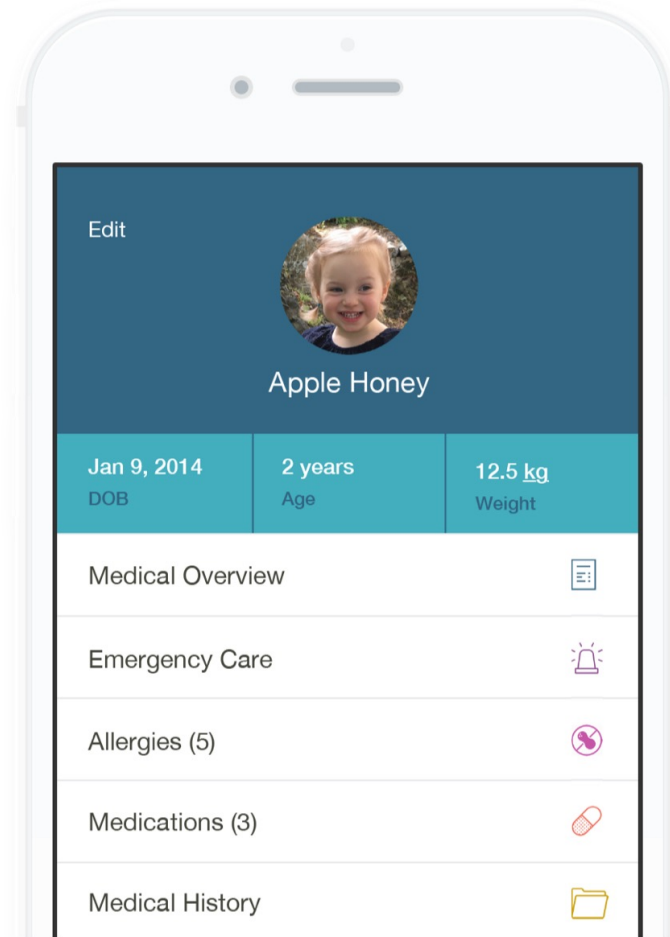 Edit
Apple Honey
Jan 9, 2014
DOB
2 years
Age
12.5 kg
Weight
Medical Overview
Emergency Care
Allergies (5)
Medications (3)
Medical History